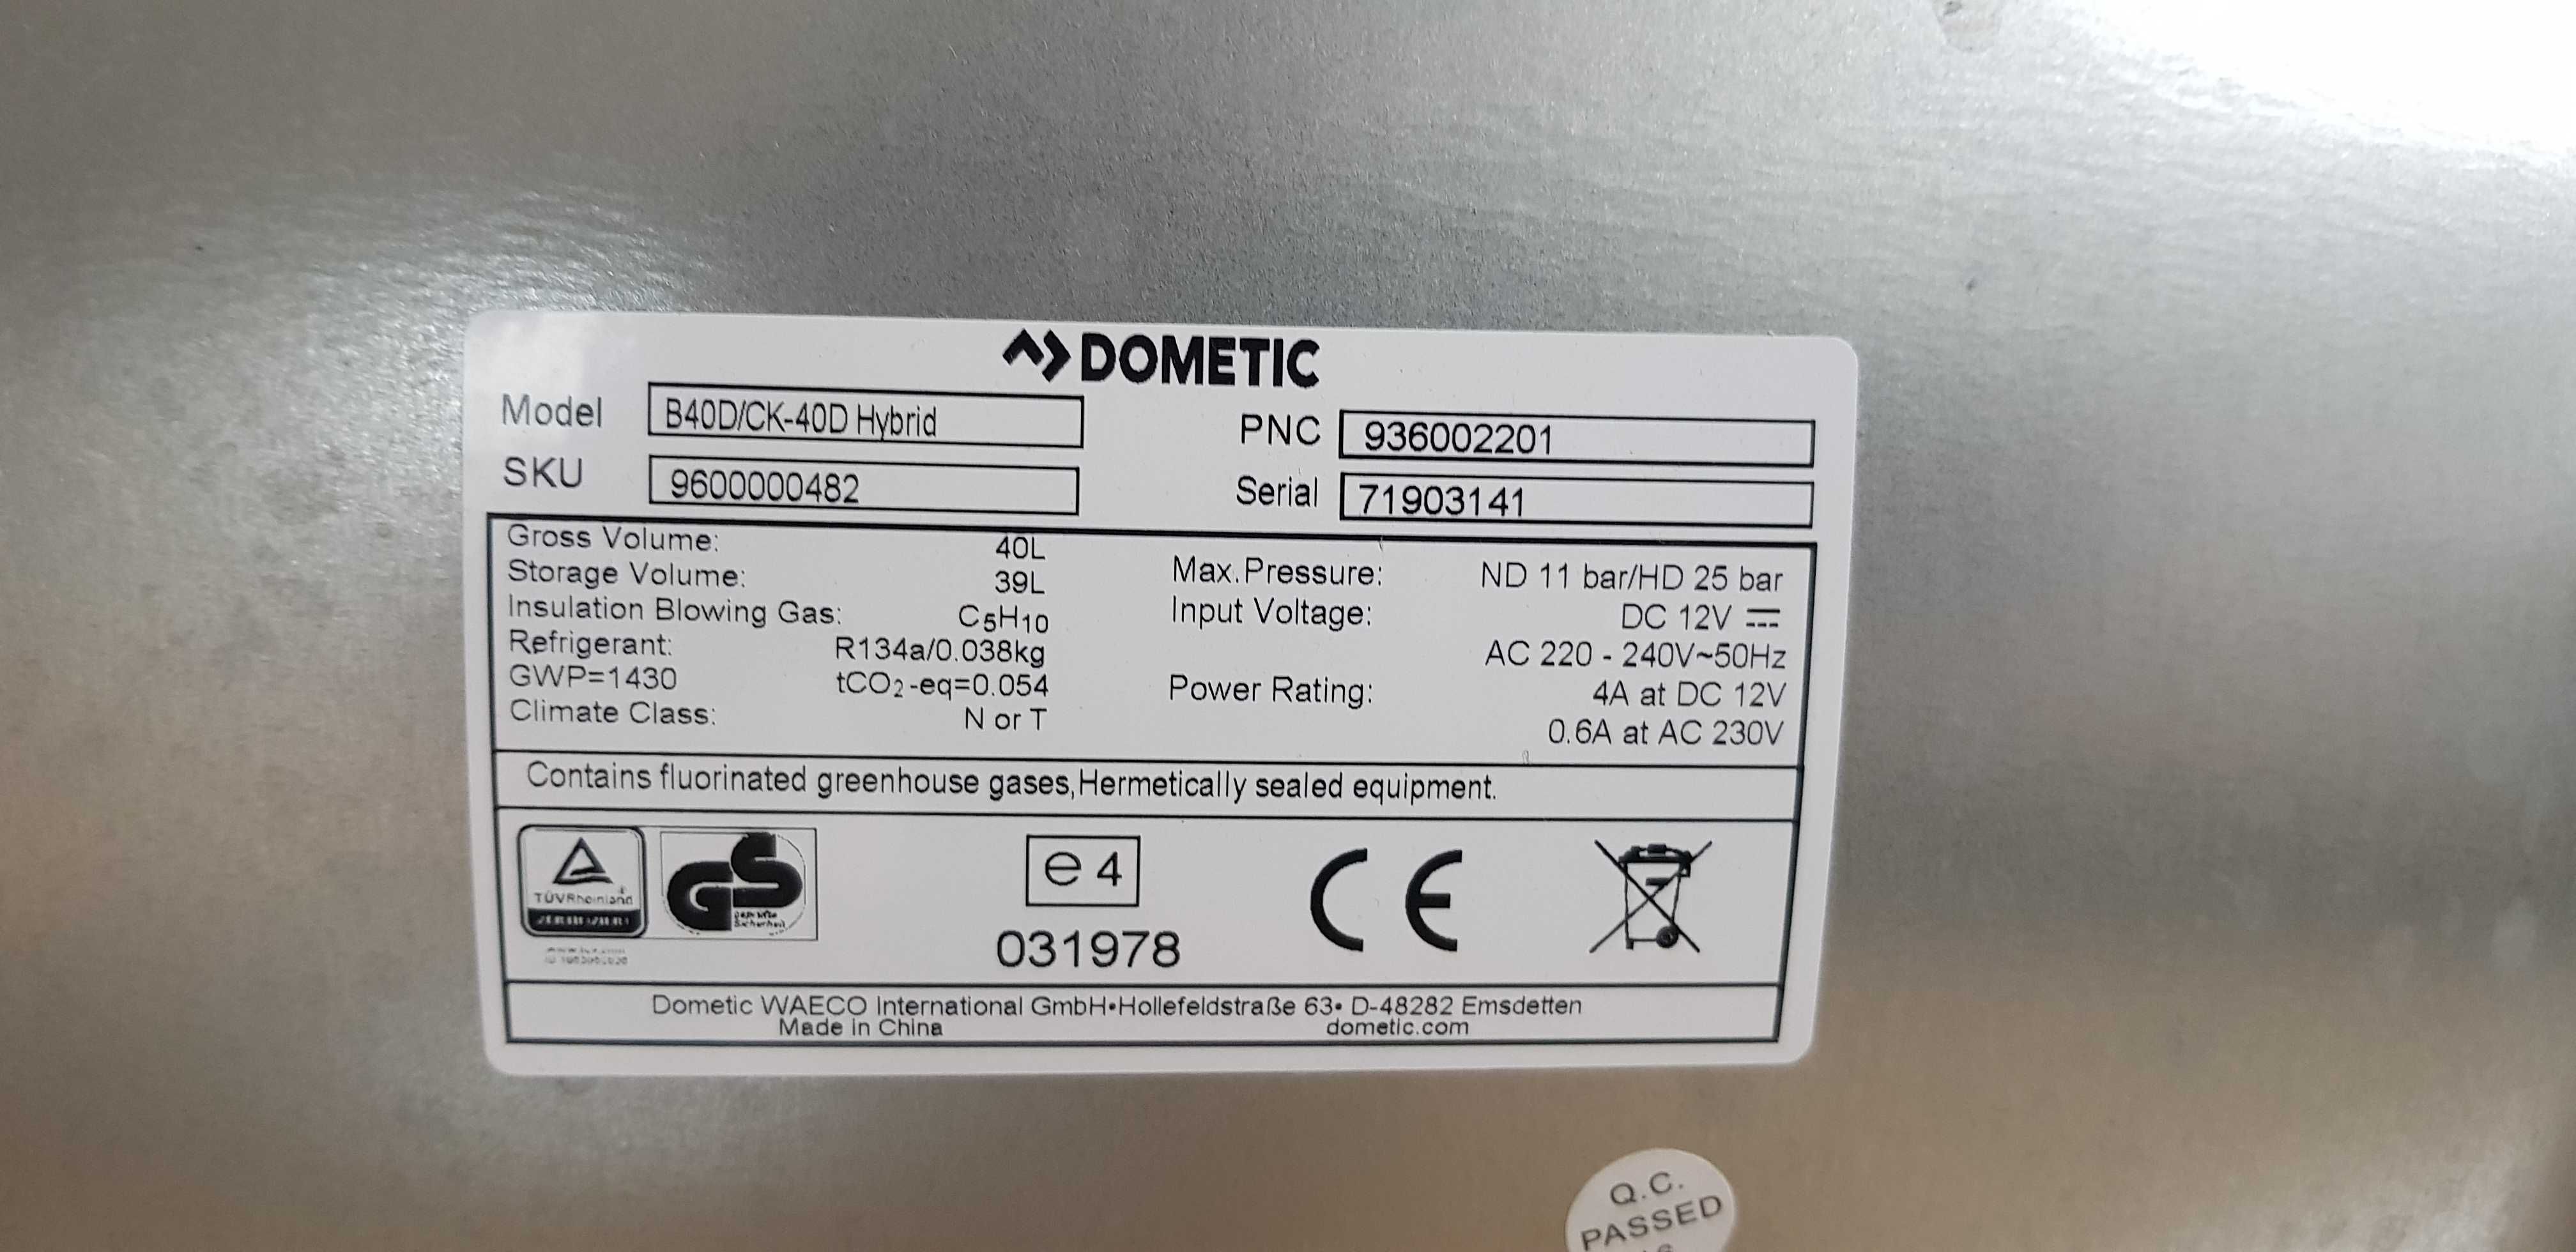 DOMETIC
Model B40D/CK-40D Hybrid PNC 936002201
SKU 9600000482 Serial 71903141
Gross Volume: 40L
Storage Volume: 39L
Insulation Blowing Gas: C₅H₁₀
Refrigerant: R134a/0.038kg
GWP=1430 tCO₂-eq=0.054
Climate Class: N or T
Max.Pressure: ND 11 bar/HD 25 bar
Input Voltage: DC 12V
AC 220 - 240V~50Hz
Power Rating: 4A at DC 12V
0.6A at AC 230V
Contains fluorinated greenhouse gases,Hermetically sealed equipment.
TÜVRheinland
GS
Sicherheit
e4
031978
CE
Dometic WAECO International GmbH•Hollefeldstraße 63• D-48282 Emsdetten
Made in China dometic.com
Q.C.
PASSED